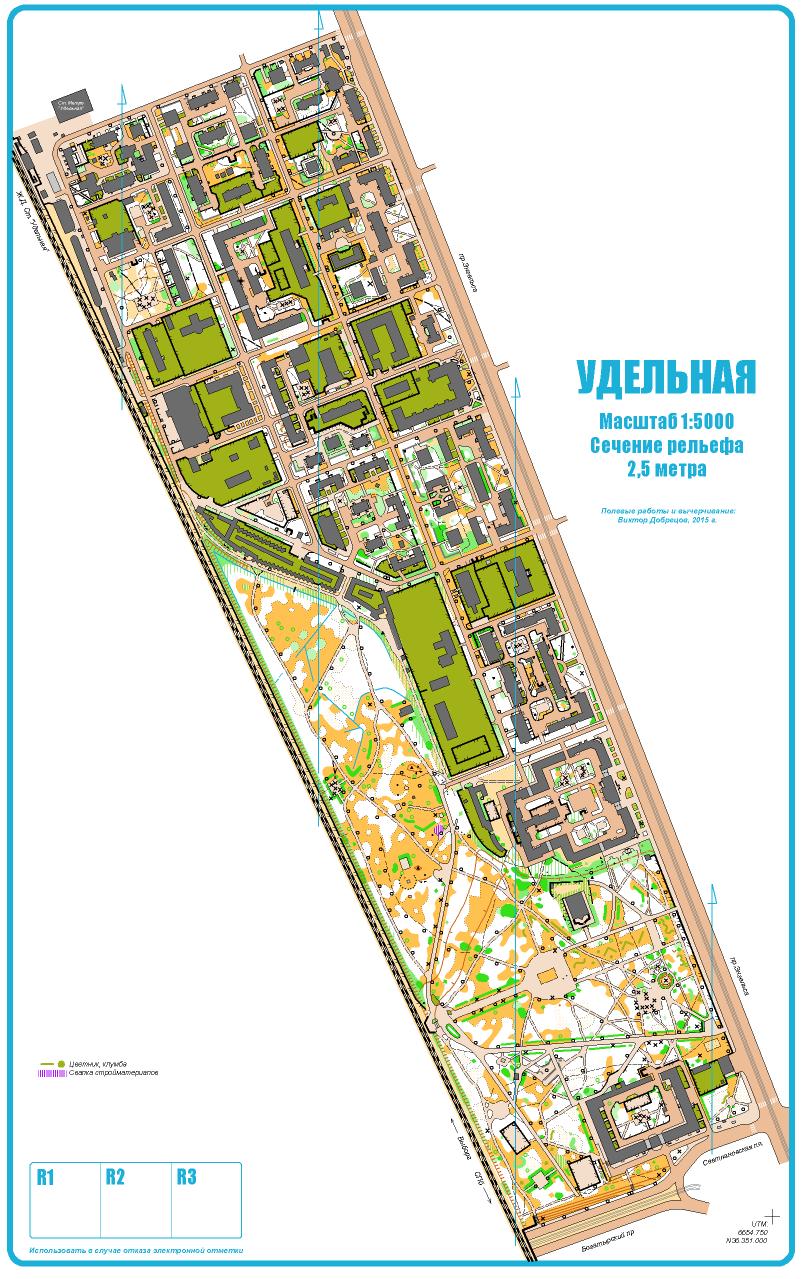 Ст. Метро
"Удельная"
Ж.Д. Ст. "Удельная"
пр.Энгельса
УДЕЛЬНАЯ
Масштаб 1:5000
Сечение рельефа
2,5 метра
Полевые работы и вычерчивание:
Виктор Добрецов, 2015 г.
пр.Энгельса
Цветник, клумба
Свалка стройматериалов
Выборг
СПб
Светлановская пл.
Богатырский пр
R1 R2 R3
Использовать в случае отказа электронной отметки
UTM:
6654.750
N36.351.000